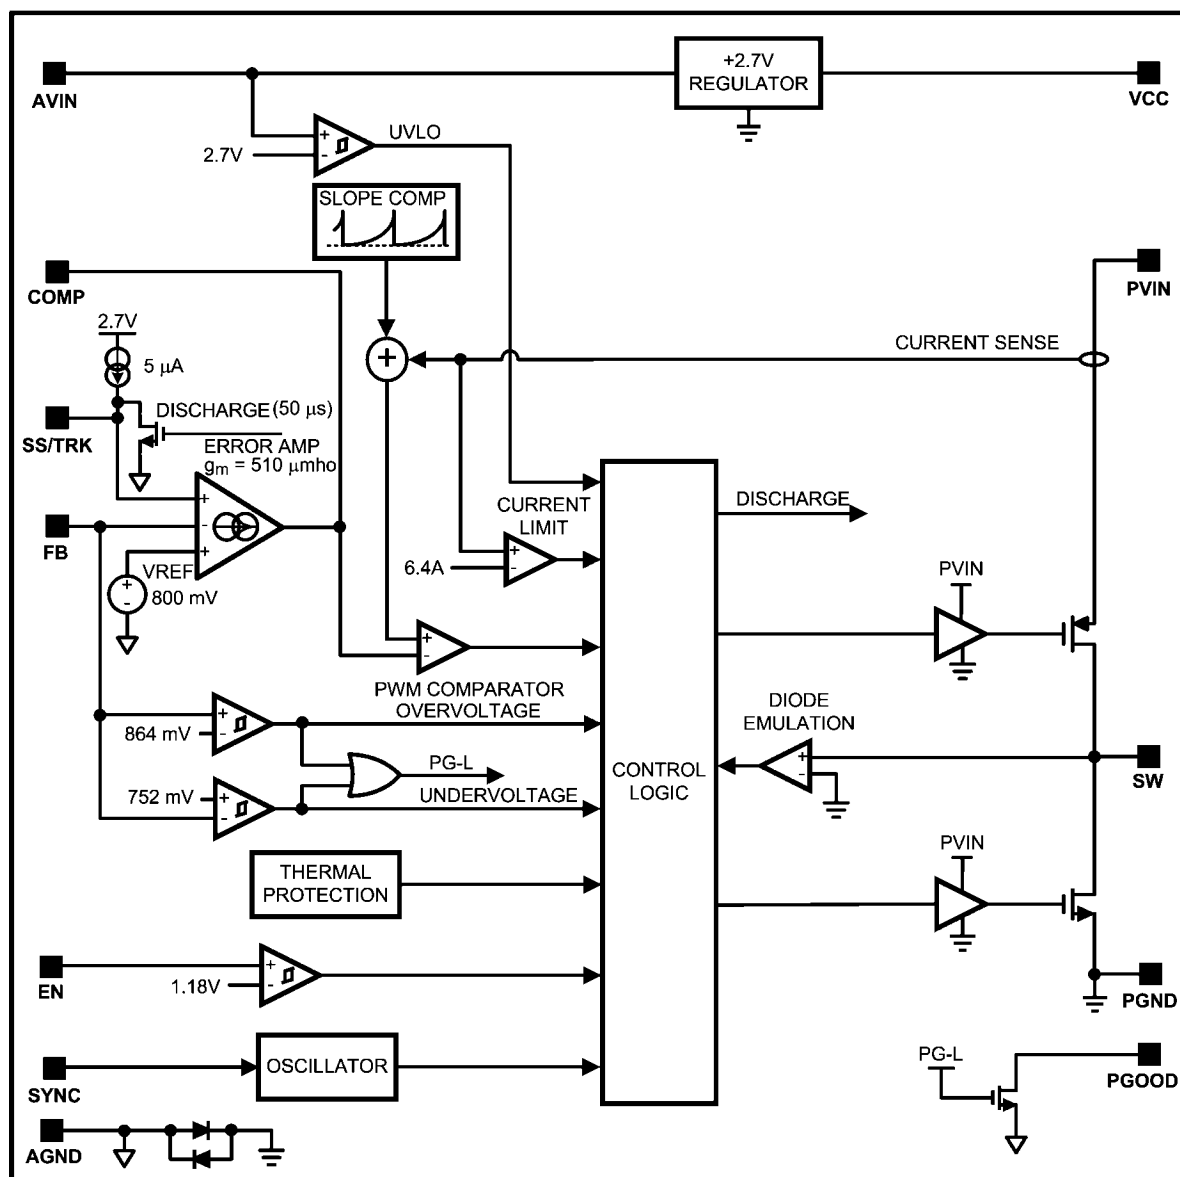 +2.7V
REGULATOR
AVIN
VCC
UVLO
2.7V
SLOPE COMP
COMP
PVIN
2.7V
CURRENT SENSE
5 µA
+
DISCHARGE (50 µs)
SS/TRK
ERROR AMP
gm = 510 µmho
CURRENT
LIMIT
DISCHARGE
FB
VREF
800 mV
6.4A
PVIN
PWM COMPARATOR
OVERVOLTAGE
864 mV
DIODE
EMULATION
PG-L
CONTROL
LOGIC
SW
752 mV
UNDERVOLTAGE
PVIN
THERMAL
PROTECTION
EN
1.18V
PGND
PG-L
OSCILLATOR
SYNC
PGOOD
AGND